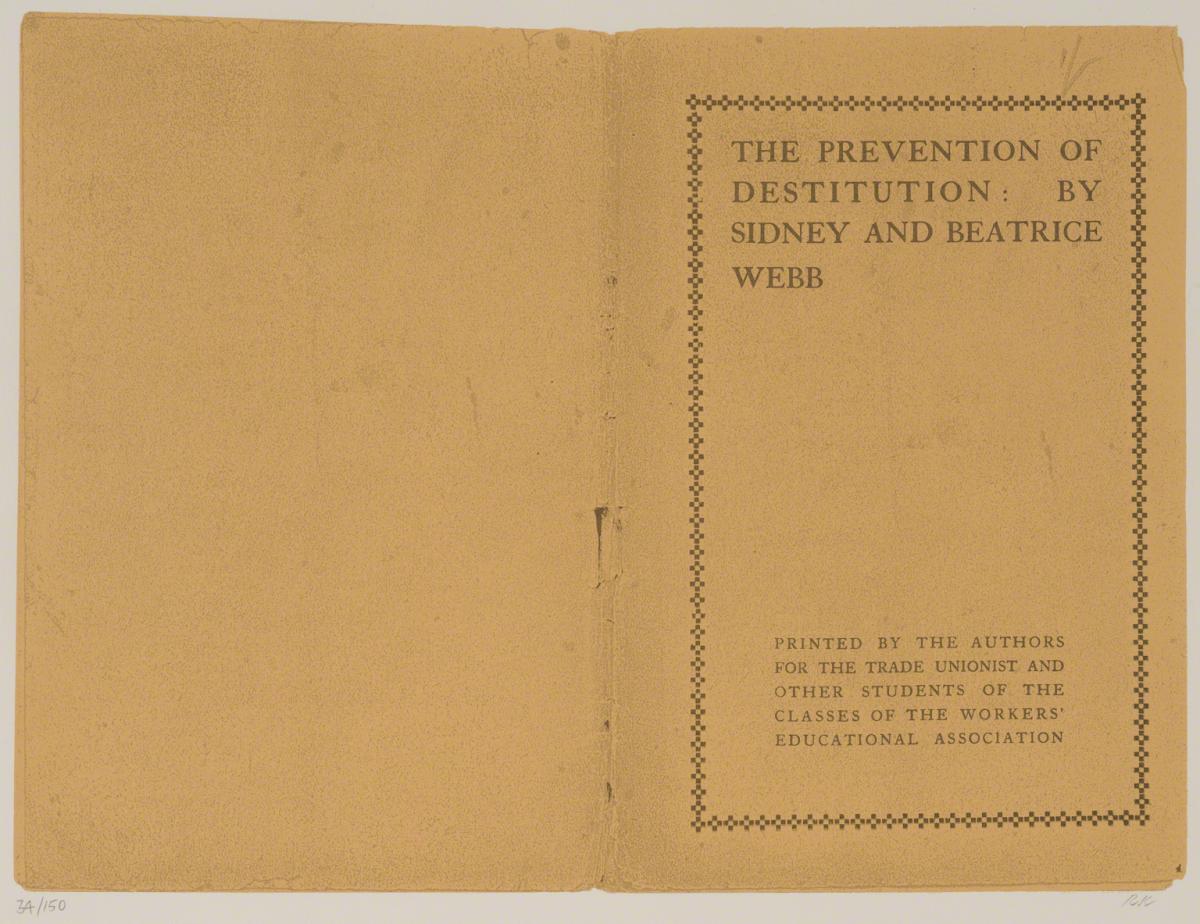 THE PREVENTION OF
DESTITUTION: BY
SIDNEY AND BEATRICE
WEBB
PRINTED BY THE AUTHORS
FOR THE TRADE UNIONIST AND
OTHER STUDENTS OF THE
CLASSES OF THE WORKERS'
EDUCATIONAL ASSOCIATION
34/150